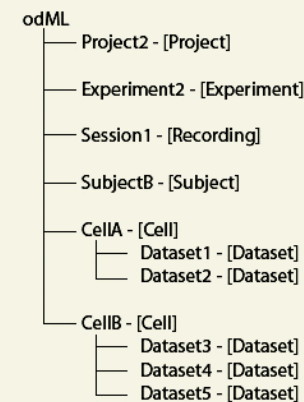 odML
Project2 - [Project]
Experiment2 - [Experiment]
Session1 - [Recording]
SubjectB - [Subject]
CellA - [Cell]
Dataset1 - [Dataset]
Dataset2 - [Dataset]
CellB - [Cell]
Dataset3 - [Dataset]
Dataset4 - [Dataset]
Dataset5 - [Dataset]